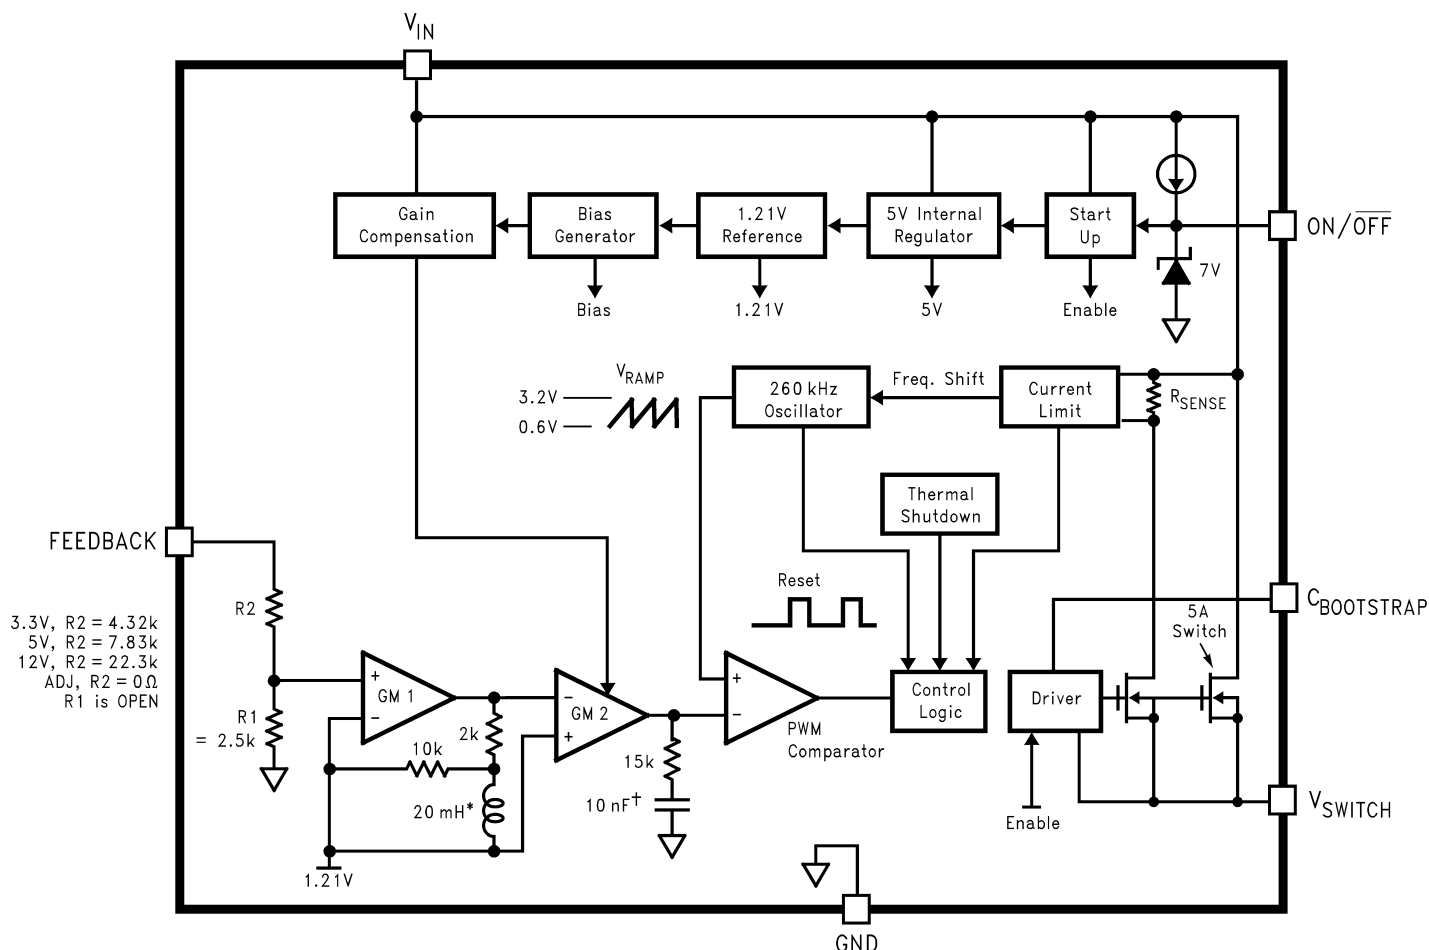 VIN
Gain
Compensation
Bias
Generator
1.21V
Reference
5V Internal
Regulator
Start
Up
ON/OFF
7V
Bias
1.21V
5V
Enable
VRAMP
3.2V
0.6V
260 kHz
Oscillator
Freq. Shift
Current
Limit
RSENSE
Thermal
Shutdown
FEEDBACK
3.3V, R2 = 4.32k
5V, R2 = 7.83k
12V, R2 = 22.3k
ADJ, R2 = 0Ω
R1 is OPEN
R2
R1
= 2.5k
Reset
5A
Switch
CBOOTSTRAP
+
GM 1
−
2k
10k
20 mH*
1.21V
−
GM 2
+
15k
10 nF†
+
−
PWM
Comparator
Control
Logic
Driver
Enable
VSWITCH
GND